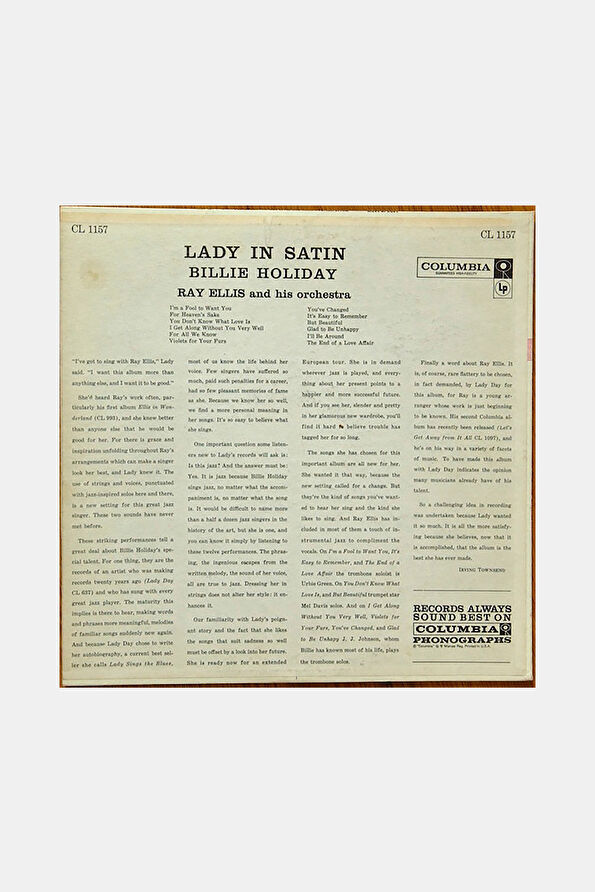 CL 1157
CL 1157
LADY IN SATIN
BILLIE HOLIDAY
RAY ELLIS and his orchestra
COLUMBIA
GUARANTEED HIGH-FIDELITY
Lp
I'm a Fool to Want You
For Heaven's Sake
You Don't Know What Love Is
I Get Along Without You Very Well
For All We Know
Violets for Your Furs
You've Changed
It's Easy to Remember
But Beautiful
Glad to Be Unhappy
I'll Be Around
The End of a Love Affair
"I've got to sing with Ray Ellis," Lady
said. "I want this album more than
anything else, and I want it to be good."
She'd heard Ray's work often, par-
ticularly his first album Ellis in Won-
derland (CL 993), and she knew better
than anyone else that he would be
good for her. For there is grace and
inspiration unfolding throughout Ray's
arrangements which can make a singer
look her best, and Lady knew it. The
use of strings and voices, punctuated
with jazz-inspired solos here and there,
is a new setting for this great jazz
singer. These two sounds have never
met before.
These striking performances tell a
great deal about Billie Holiday's spe-
cial talent. For one thing, they are the
records of an artist who was making
records twenty years ago (Lady Day
CL 637) and who has sung with every
great jazz player. The maturity this
implies is there to hear, making words
and phrases more meaningful, melodies
of familiar songs suddenly new again.
And because Lady Day chose to write
her autobiography, a current best sel-
ler she calls Lady Sings the Blues,
most of us know the life behind her
voice. Few singers have suffered so
much, paid such penalties for a career,
had so few pleasant memories of fame
as she. Because we know her so well,
we find a more personal meaning in
her songs. It's so easy to believe what
she sings.
One important question some listen-
ers new to Lady's records will ask is:
Is this jazz? And the answer must be:
Yes. It is jazz because Billie Holiday
sings jazz, no matter what the accom-
paniment is, no matter what the song
is. It would be difficult to name more
than a half a dozen jazz singers in the
history of the art, but she is one, and
you can know it simply by listening to
these twelve performances. The phras-
ing, the ingenious escapes from the
written melody, the sound of her voice,
all are true to jazz. Dressing her in
strings does not alter her style: it en-
hances it.
Our familiarity with Lady's poign-
ant story and the fact that she likes
the songs that suit sadness so well
must be offset by a look into her future.
She is ready now for an extended
European tour. She is in demand
wherever jazz is played, and every-
thing about her present points to a
happier and more successful future.
And if you see her, slender and pretty
in her glamorous new wardrobe, you'll
find it hard to believe trouble has
tagged her for so long.
The songs she has chosen for this
important album are all new for her.
She wanted it that way, because the
new setting called for a change. But
they're the kind of songs you've want-
ed to hear her sing and the kind she
likes to sing. And Ray Ellis has in-
cluded in most of them a touch of in-
strumental jazz to compliment the
vocals. On I'm a Fool to Want You, It's
Easy to Remember, and The End of a
Love Affair the trombone soloist is
Urbie Green. On You Don't Know What
Love Is, and But Beautiful trumpet star
Mel Davis solos. And on I Get Along
Without You Very Well, Violets for
Your Furs, You've Changed, and Glad
to Be Unhappy J. J. Johnson, whom
Billie has known most of his life, plays
the trombone solos.
Finally a word about Ray Ellis. It
is, of course, rare flattery to be chosen,
in fact demanded, by Lady Day for
this album, for Ray is a young ar-
ranger whose work is just beginning
to be known. His second Columbia al-
bum has recently been released (Let's
Get Away from It All CL 1097), and
he's on his way in a variety of facets
of music. To have made this album
with Lady Day indicates the opinion
many musicians already have of his
talent.
So a challenging idea in recording
was undertaken because Lady wanted
it so much. It is all the more satisfy-
ing because she believes, now that it
is accomplished, that the album is the
best she has ever made.
IRVING TOWNSEND
RECORDS ALWAYS
SOUND BEST ON
COLUMBIA
PHONOGRAPHS
® "Columbia" Marcas Reg. Printed in U.S.A.